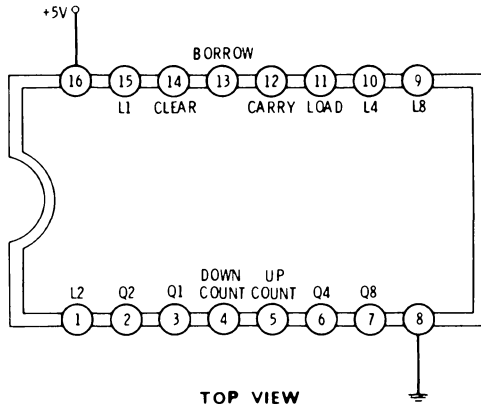 +5V
BORROW
16 15 14 13 12 11 10 9
L1 CLEAR CARRY LOAD L4 L8
DOWN UP
L2 Q2 Q1 COUNT COUNT Q4 Q8
1 2 3 4 5 6 7 8
TOP VIEW